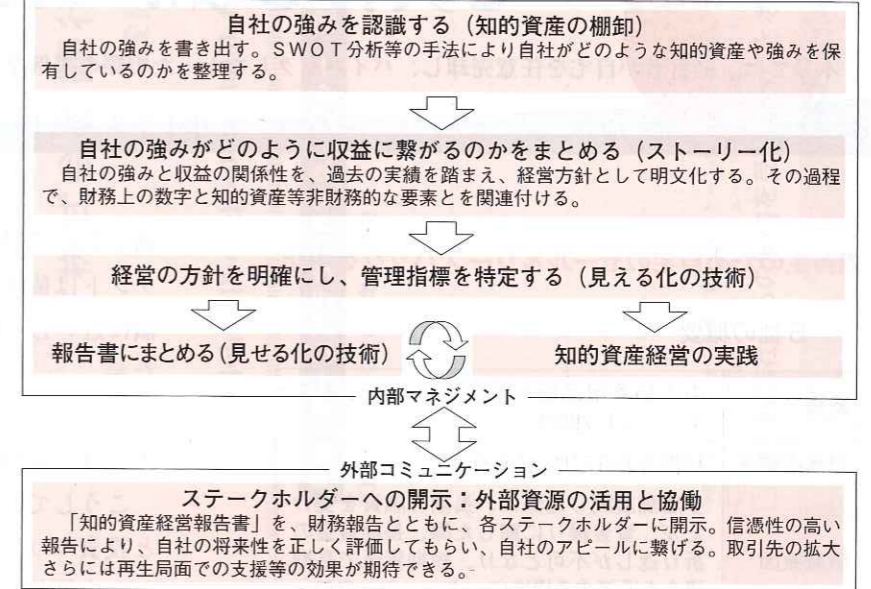 自社の強みを認識する（知的資産の棚卸）
自社の強みを書き出す。ＳＷＯＴ分析等の手法により自社がどのような知的資産や強みを保
有しているのかを整理する。
自社の強みがどのように収益に繋がるのかをまとめる（ストーリー化）
自社の強みと収益の関係性を、過去の実績を踏まえ、経営方針として明文化する。その過程
で、財務上の数字と知的資産等非財務的な要素とを関連付ける。
経営の方針を明確にし、管理指標を特定する（見える化の技術）
報告書にまとめる（見せる化の技術）
知的資産経営の実践
内部マネジメント
外部コミュニケーション
ステークホルダーへの開示：外部資源の活用と協働
「知的資産経営報告書」を、財務報告とともに、各ステークホルダーに開示。信憑性の高い
報告により、自社の将来性を正しく評価してもらい、自社のアピールに繋げる。取引先の拡大
さらには再生局面での支援等の効果が期待できる。